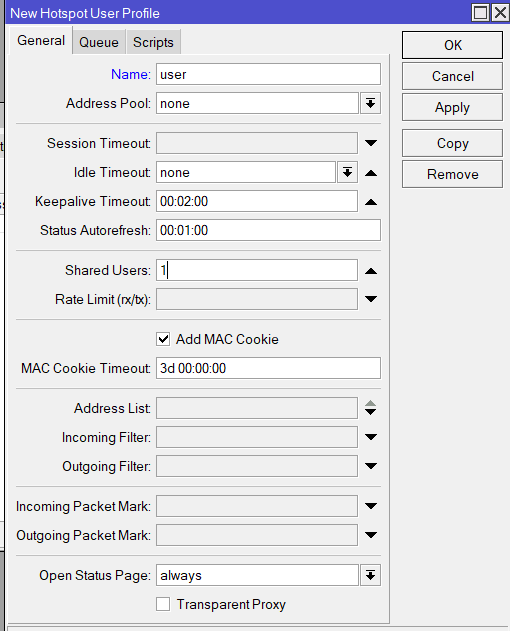 New Hotspot User Profile
General Queue Scripts
Name: user
Address Pool: none
Session Timeout:
Idle Timeout: none
Keepalive Timeout: 00:02:00
Status Autorefresh: 00:01:00
Shared Users: 1
Rate Limit (rx/tx):
Add MAC Cookie
MAC Cookie Timeout: 3d 00:00:00
Address List:
Incoming Filter:
Outgoing Filter:
Incoming Packet Mark:
Outgoing Packet Mark:
Open Status Page: always
Transparent Proxy
OK
Cancel
Apply
Copy
Remove